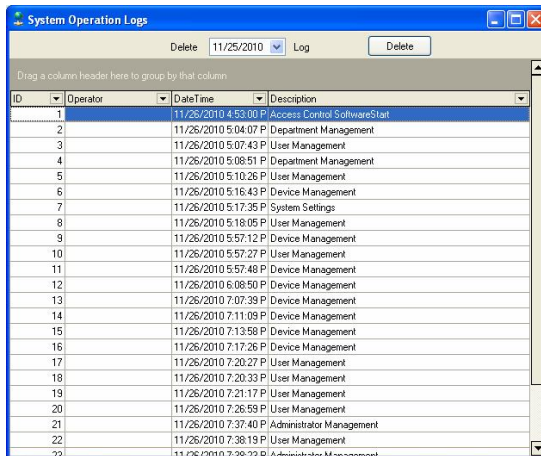 System Operation Logs
Delete 11/25/2010 Log Delete
Drag a column header here to group by that column
ID Operator DateTime Description
1 11/26/2010 4:53:00 P Access Control SoftwareStart
2 11/26/2010 5:04:07 P Department Management
3 11/26/2010 5:07:43 P User Management
4 11/26/2010 5:08:51 P Department Management
5 11/26/2010 5:10:26 P User Management
6 11/26/2010 5:16:43 P Device Management
7 11/26/2010 5:17:35 P System Settings
8 11/26/2010 5:18:05 P User Management
9 11/26/2010 5:57:12 P Device Management
10 11/26/2010 5:57:27 P User Management
11 11/26/2010 5:57:48 P Device Management
12 11/26/2010 6:08:50 P Device Management
13 11/26/2010 7:07:39 P Device Management
14 11/26/2010 7:11:09 P Device Management
15 11/26/2010 7:13:58 P Device Management
16 11/26/2010 7:17:26 P Device Management
17 11/26/2010 7:20:27 P User Management
18 11/26/2010 7:20:33 P User Management
19 11/26/2010 7:21:17 P User Management
20 11/26/2010 7:26:59 P User Management
21 11/26/2010 7:37:40 P Administrator Management
22 11/26/2010 7:38:19 P User Management
23 11/26/2010 7:38:23 P Administrator Management